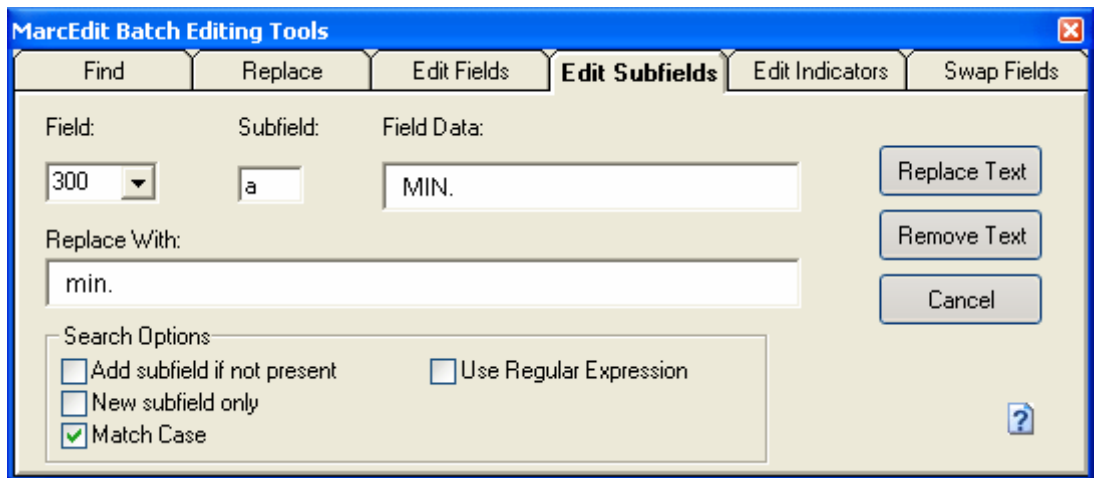 MarcEdit Batch Editing Tools
Find Replace Edit Fields Edit Subfields Edit Indicators Swap Fields
Field: Subfield: Field Data:
300 a MIN. Replace Text
Replace With: Remove Text
min. Cancel
Search Options
Add subfield if not present Use Regular Expression
New subfield only
Match Case
?